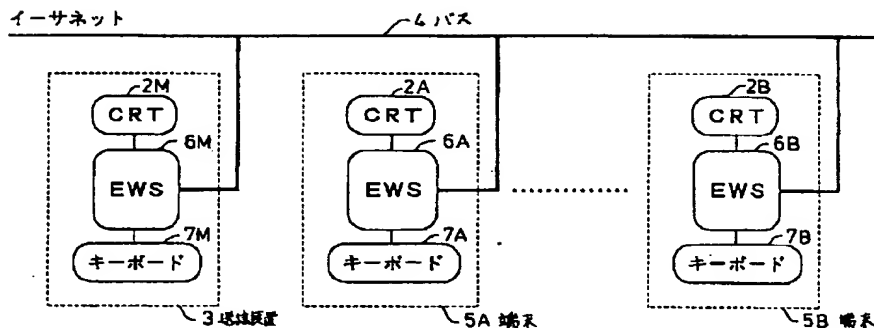 イーサネット
4 バス
2M 2A 2B
CRT CRT CRT
6M 6A 6B
EWS EWS EWS
7M 7A 7B
キーボード キーボード キーボード
3 送信装置 5A 端末 5B 端末